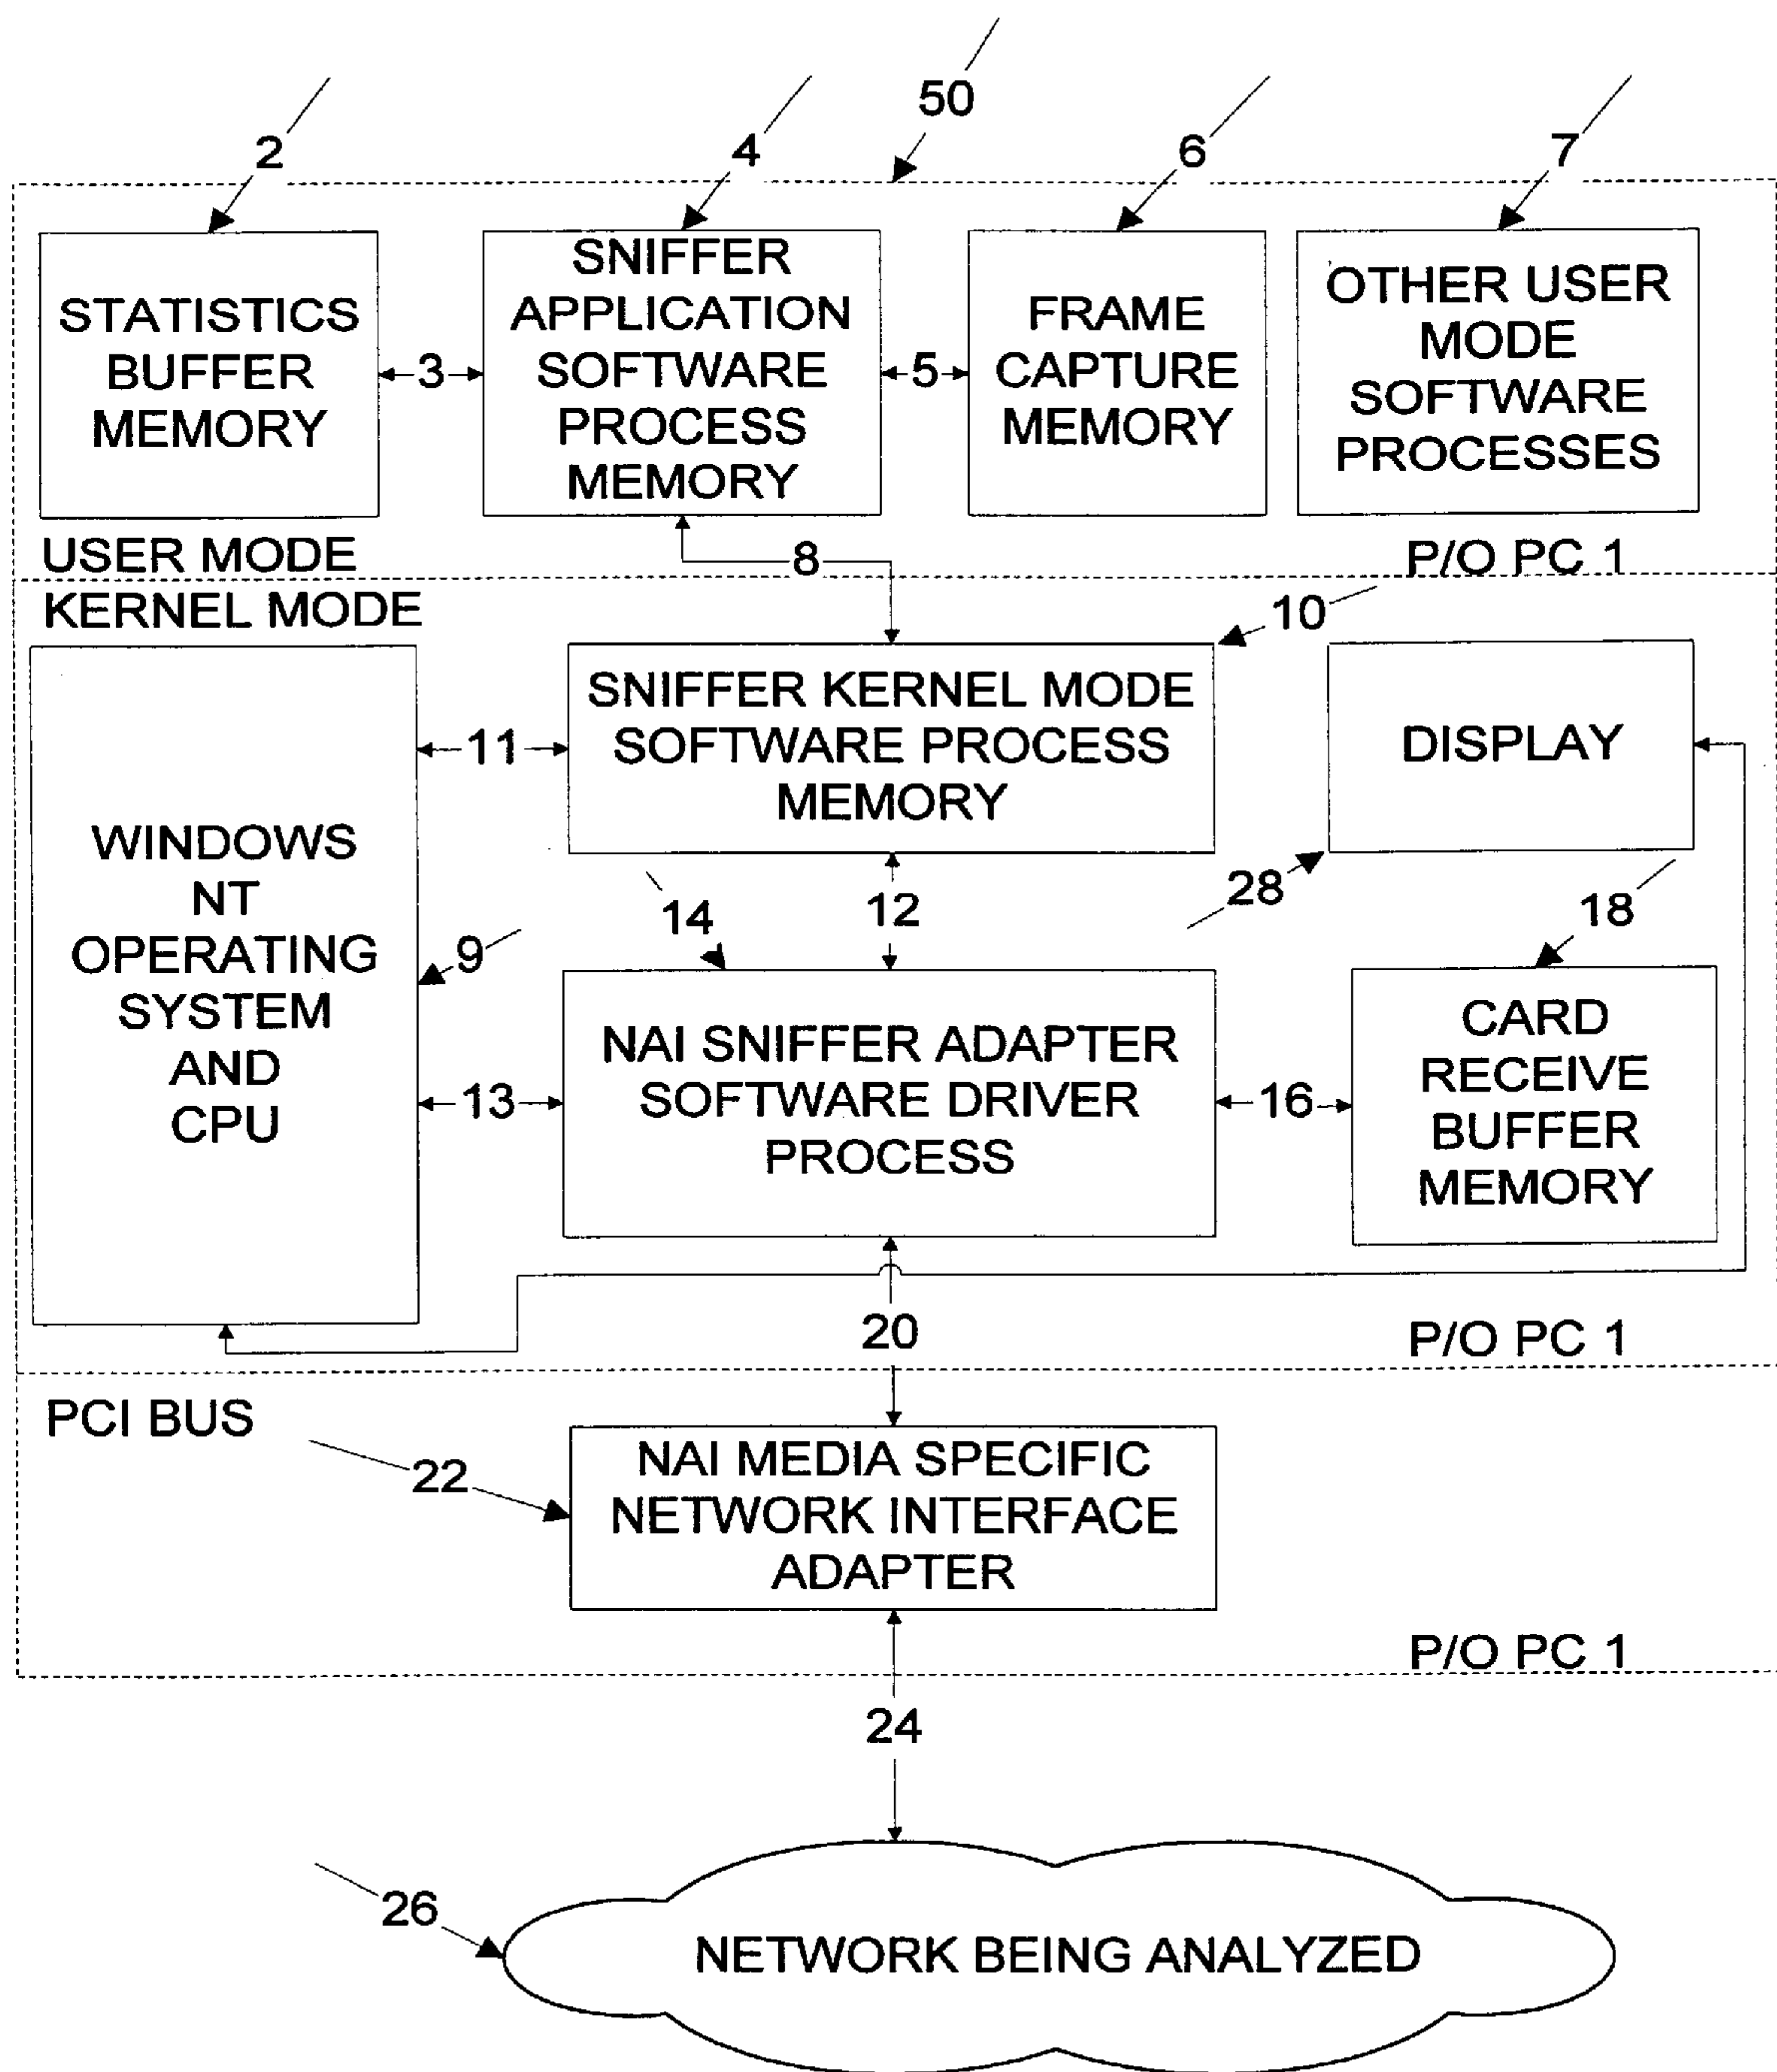 50
2
4
6
7
STATISTICS
BUFFER
MEMORY
3
SNIFFER
APPLICATION
SOFTWARE
PROCESS
MEMORY
5
FRAME
CAPTURE
MEMORY
OTHER USER
MODE
SOFTWARE
PROCESSES
USER MODE
8
P/O PC 1
KERNEL MODE
10
WINDOWS
NT
OPERATING
SYSTEM
AND
CPU
11
SNIFFER KERNEL MODE
SOFTWARE PROCESS
MEMORY
DISPLAY
14
12
28
18
9
13
NAI SNIFFER ADAPTER
SOFTWARE DRIVER
PROCESS
16
CARD
RECEIVE
BUFFER
MEMORY
20
P/O PC 1
PCI BUS
22
NAI MEDIA SPECIFIC
NETWORK INTERFACE
ADAPTER
P/O PC 1
24
26
NETWORK BEING ANALYZED